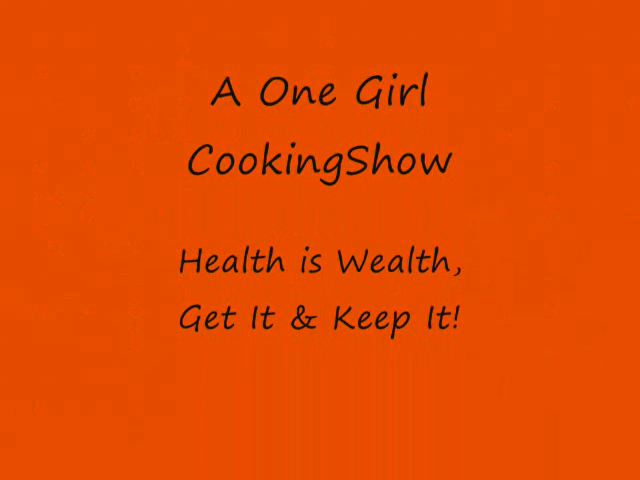 A One Girl
CookingShow
Health is Wealth,
Get It & Keep It!